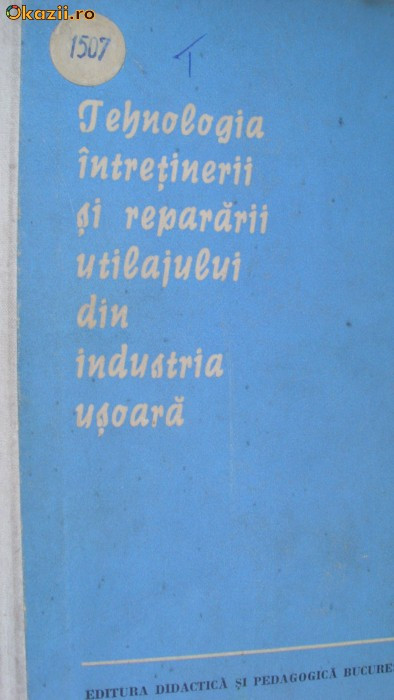 Okazii.ro
1507
T
Tehnologia
întreținerii
și reparării
utilajului
din
industria
ușoară
EDITURA DIDACTICĂ ȘI PEDAGOGICĂ BUCURE